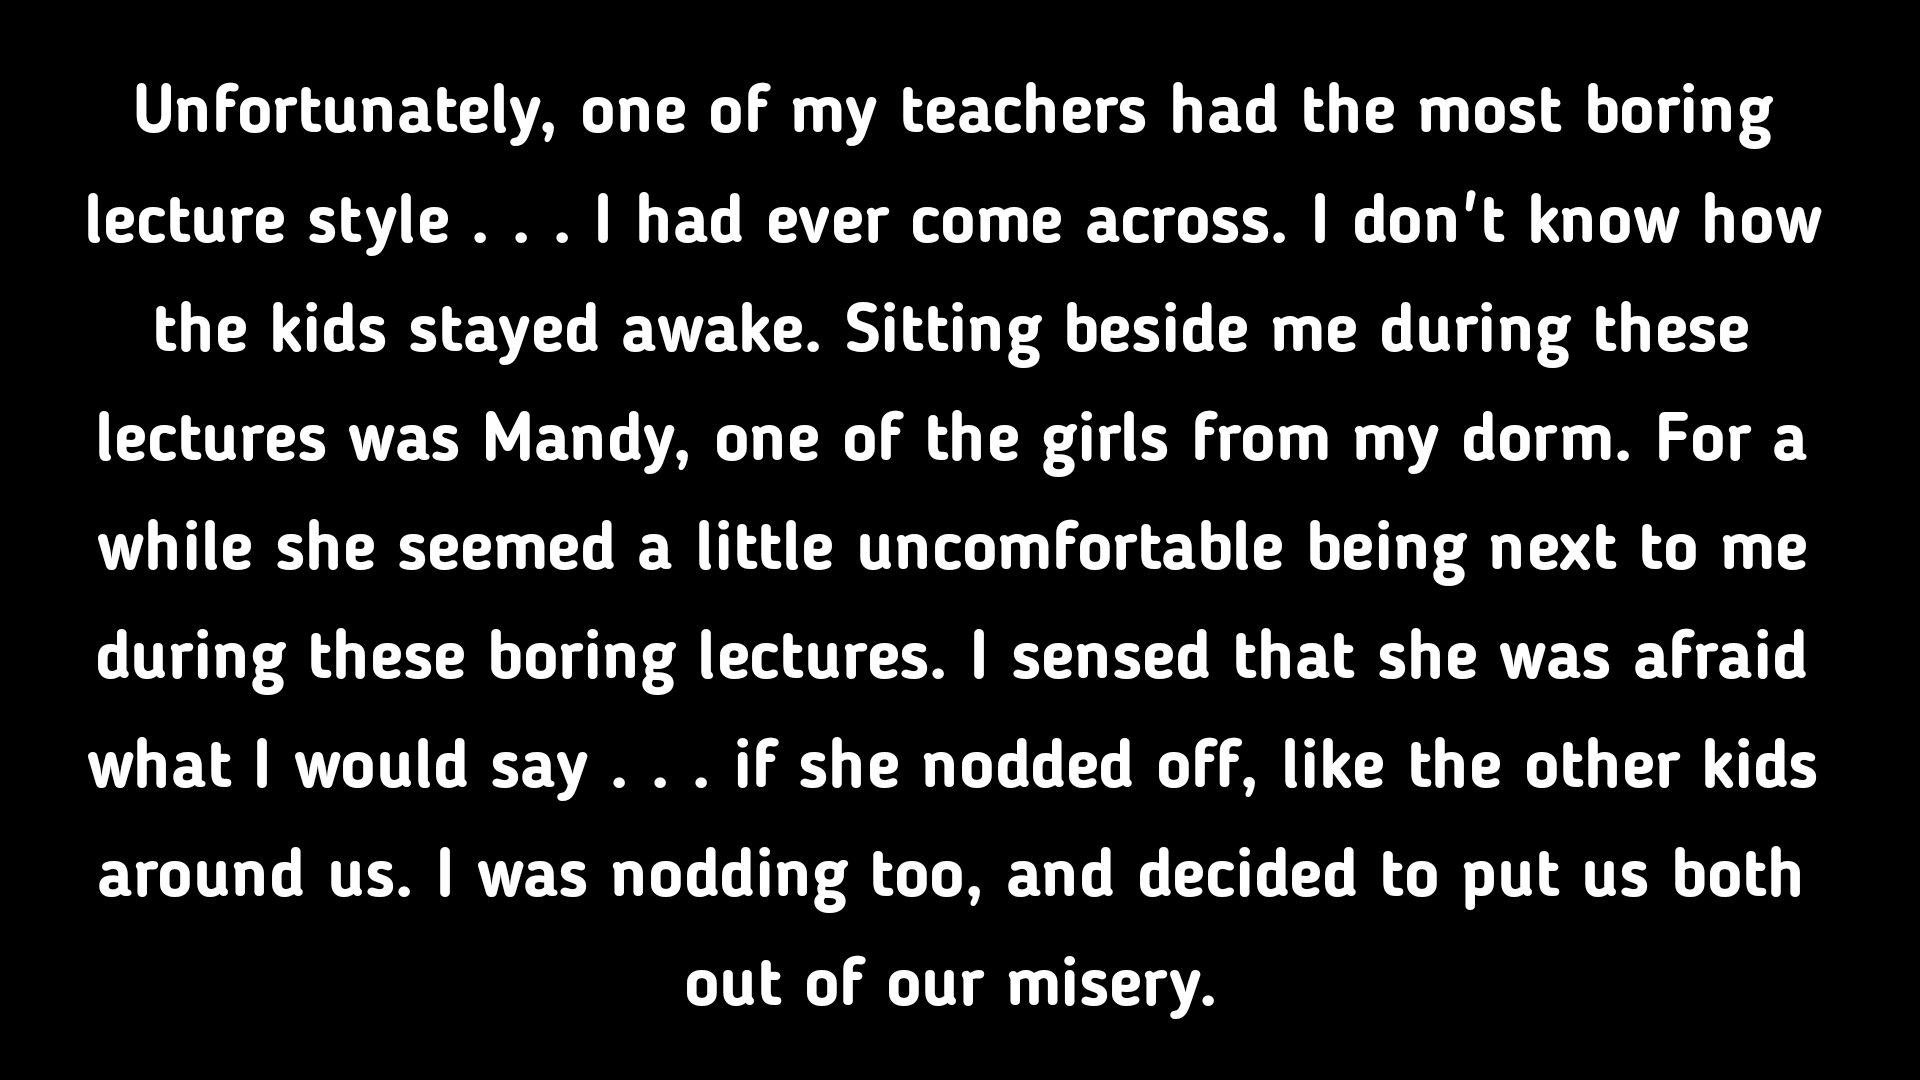 Unfortunately, one of my teachers had the most boring
lecture style . . . I had ever come across. I don't know how
the kids stayed awake. Sitting beside me during these
lectures was Mandy, one of the girls from my dorm. For a
while she seemed a little uncomfortable being next to me
during these boring lectures. I sensed that she was afraid
what I would say . . . if she nodded off, like the other kids
around us. I was nodding too, and decided to put us both
out of our misery.